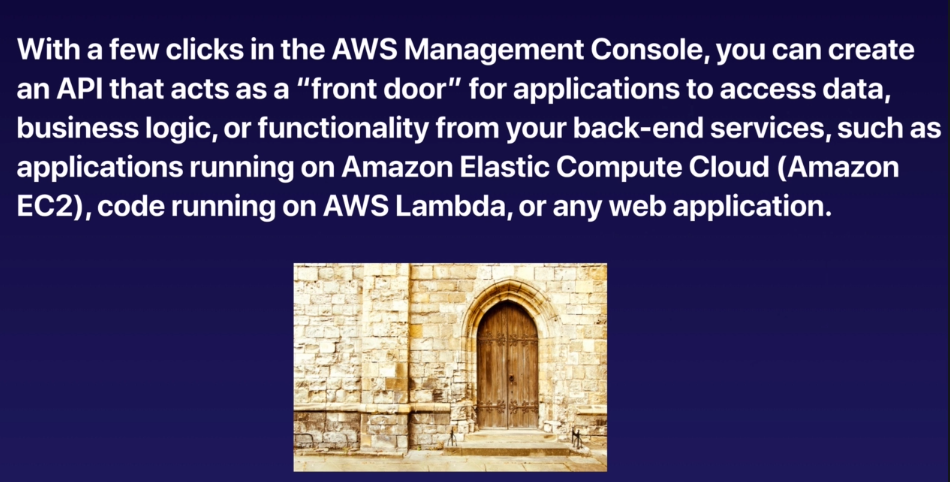 With a few clicks in the AWS Management Console, you can create
an API that acts as a “front door” for applications to access data,
business logic, or functionality from your back-end services, such as
applications running on Amazon Elastic Compute Cloud (Amazon
EC2), code running on AWS Lambda, or any web application.